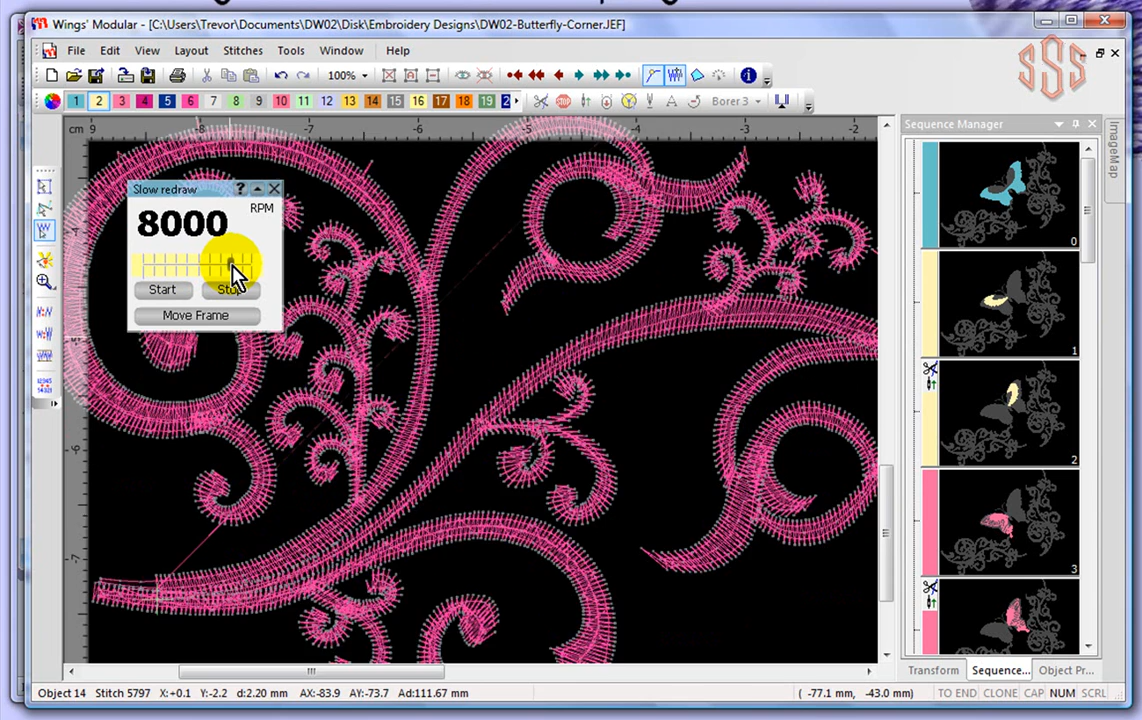 Wings' Modular - [C:\Users\Trevor\Documents\DW02\Disk\Embroidery Designs\DW02-Butterfly-Corner.JEF]
File Edit View Layout Stitches Tools Window Help
SSS
100%
1 2 3 4 5 6 7 8 9 10 11 12 13 14 15 16 17 18 19 2 Borer 3
cm 9 -8 -7 -6 -5 -4 -3 -2
Sequence Manager
ImageMap
Slow redraw
RPM
8000
Start Stop
Move Frame
-4
-5
-6
-7
0
1
2
3
4
Transform Sequence... Object Pr...
Object 14 Stitch 5797 X=+0.1 Y=-2.2 d:2.20 mm AX:-83.9 AY:-73.7 Ad:111.67 mm ( -77.1 mm, -43.0 mm) TO END CLONE CAP NUM SCRL